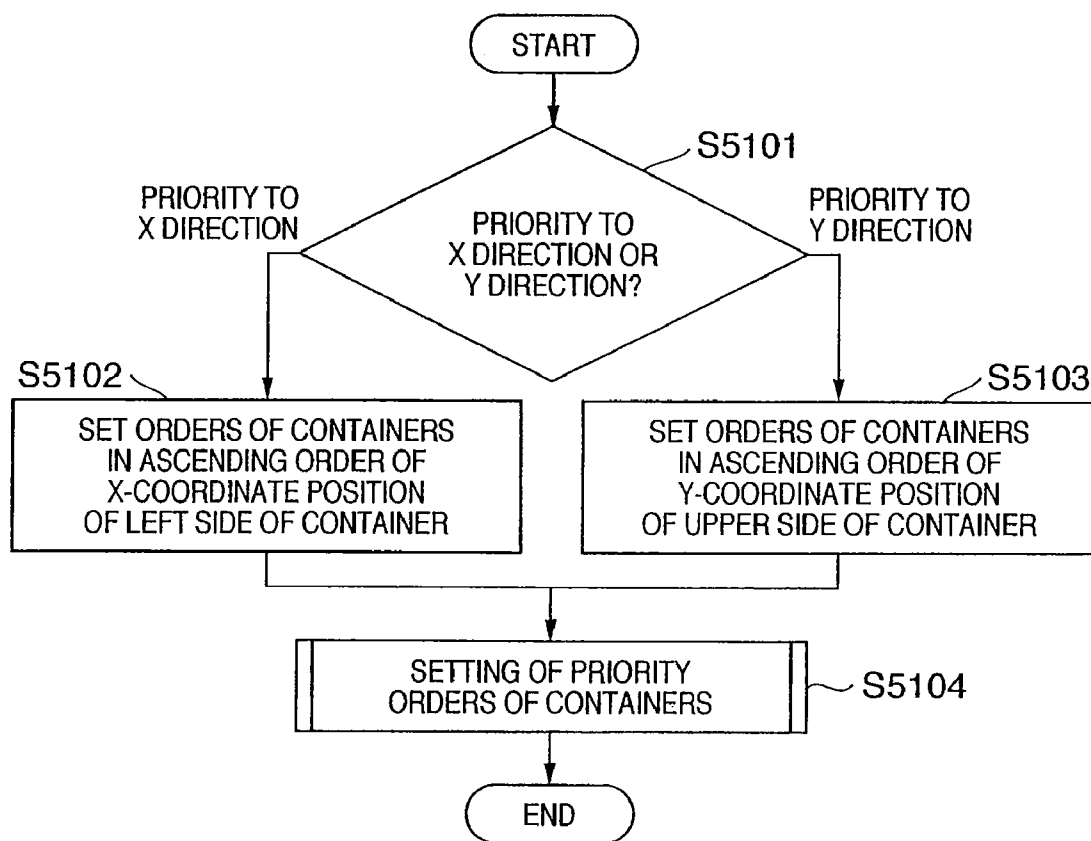 START
S5101
PRIORITY TO
X DIRECTION
PRIORITY TO
X DIRECTION OR
Y DIRECTION?
PRIORITY TO
Y DIRECTION
S5102
SET ORDERS OF CONTAINERS
IN ASCENDING ORDER OF
X-COORDINATE POSITION
OF LEFT SIDE OF CONTAINER
S5103
SET ORDERS OF CONTAINERS
IN ASCENDING ORDER OF
Y-COORDINATE POSITION
OF UPPER SIDE OF CONTAINER
SETTING OF PRIORITY
ORDERS OF CONTAINERS
S5104
END